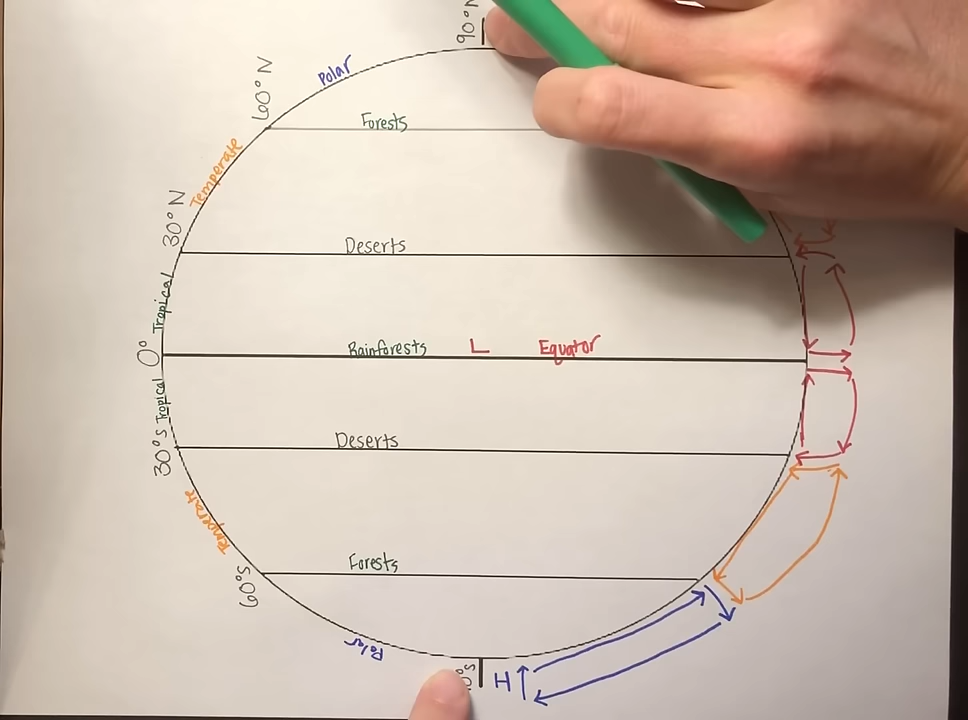 90°N
Polar
60°N
Forests
Temperate
30°N
Deserts
Tropical
0°
Rainforests L Equator
Tropical
30°S
Deserts
Temperate
60°S
Forests
Polar
H